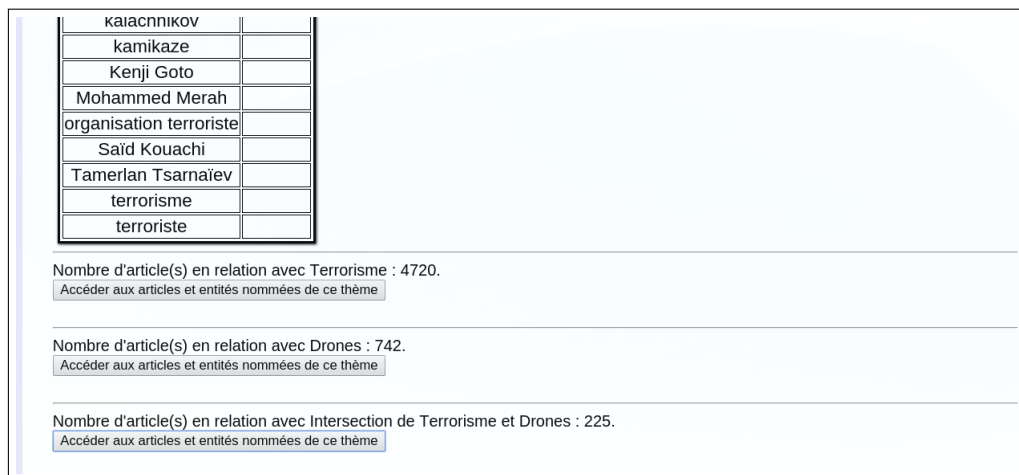 kalachnikov
kamikaze
Kenji Goto
Mohammed Merah
organisation terroriste
Saïd Kouachi
Tamerlan Tsarnaïev
terrorisme
terroriste
Nombre d'article(s) en relation avec Terrorisme : 4720.
Accéder aux articles et entités nommées de ce thème
Nombre d'article(s) en relation avec Drones : 742.
Accéder aux articles et entités nommées de ce thème
Nombre d'article(s) en relation avec Intersection de Terrorisme et Drones : 225.
Accéder aux articles et entités nommées de ce thème